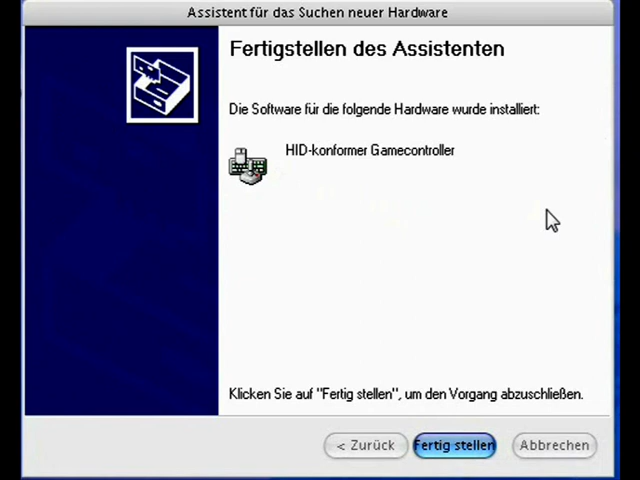 Assistent für das Suchen neuer Hardware
Fertigstellen des Assistenten
Die Software für die folgende Hardware wurde installiert:
HID-konformer Gamecontroller
Klicken Sie auf "Fertig stellen", um den Vorgang abzuschließen.
< Zurück Fertig stellen Abbrechen